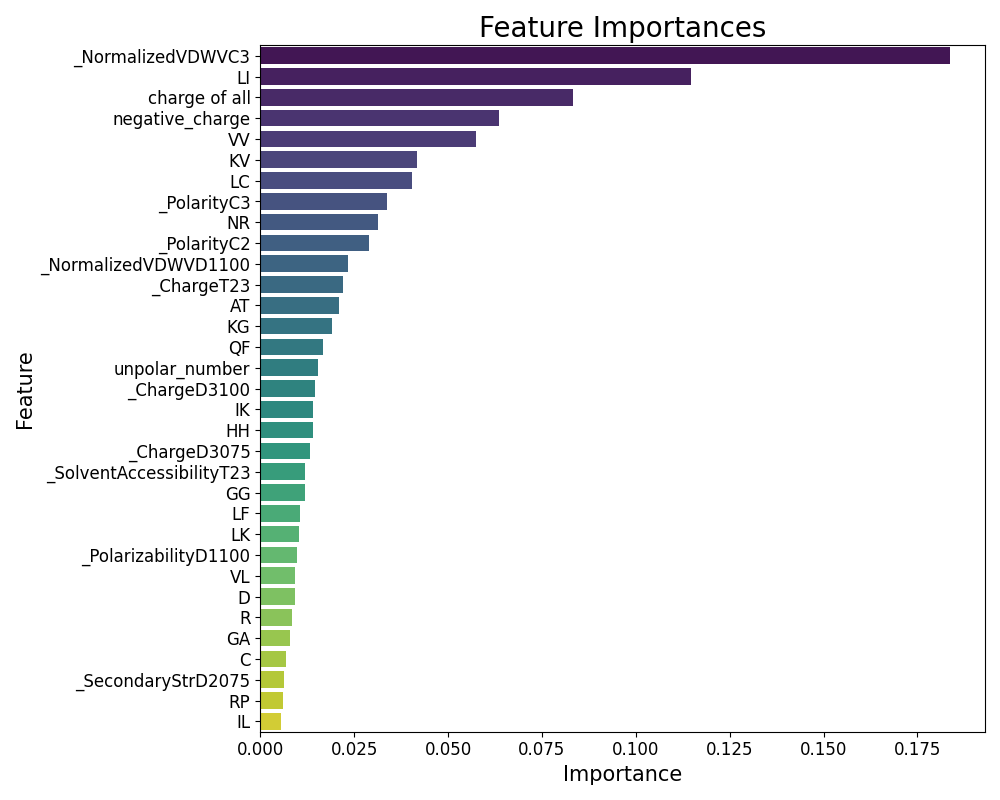 Feature Importances
_NormalizedVDWVC3
LI
charge of all
negative_charge
VV
KV
LC
_PolarityC3
NR
_PolarityC2
_NormalizedVDWVD1100
_ChargeT23
AT
KG
QF
unpolar_number
_ChargeD3100
IK
HH
_ChargeD3075
_SolventAccessibilityT23
GG
LF
LK
_PolarizabilityD1100
VL
D
R
GA
C
_SecondaryStrD2075
RP
IL
Feature
0.000 0.025 0.050 0.075 0.100 0.125 0.150 0.175
Importance